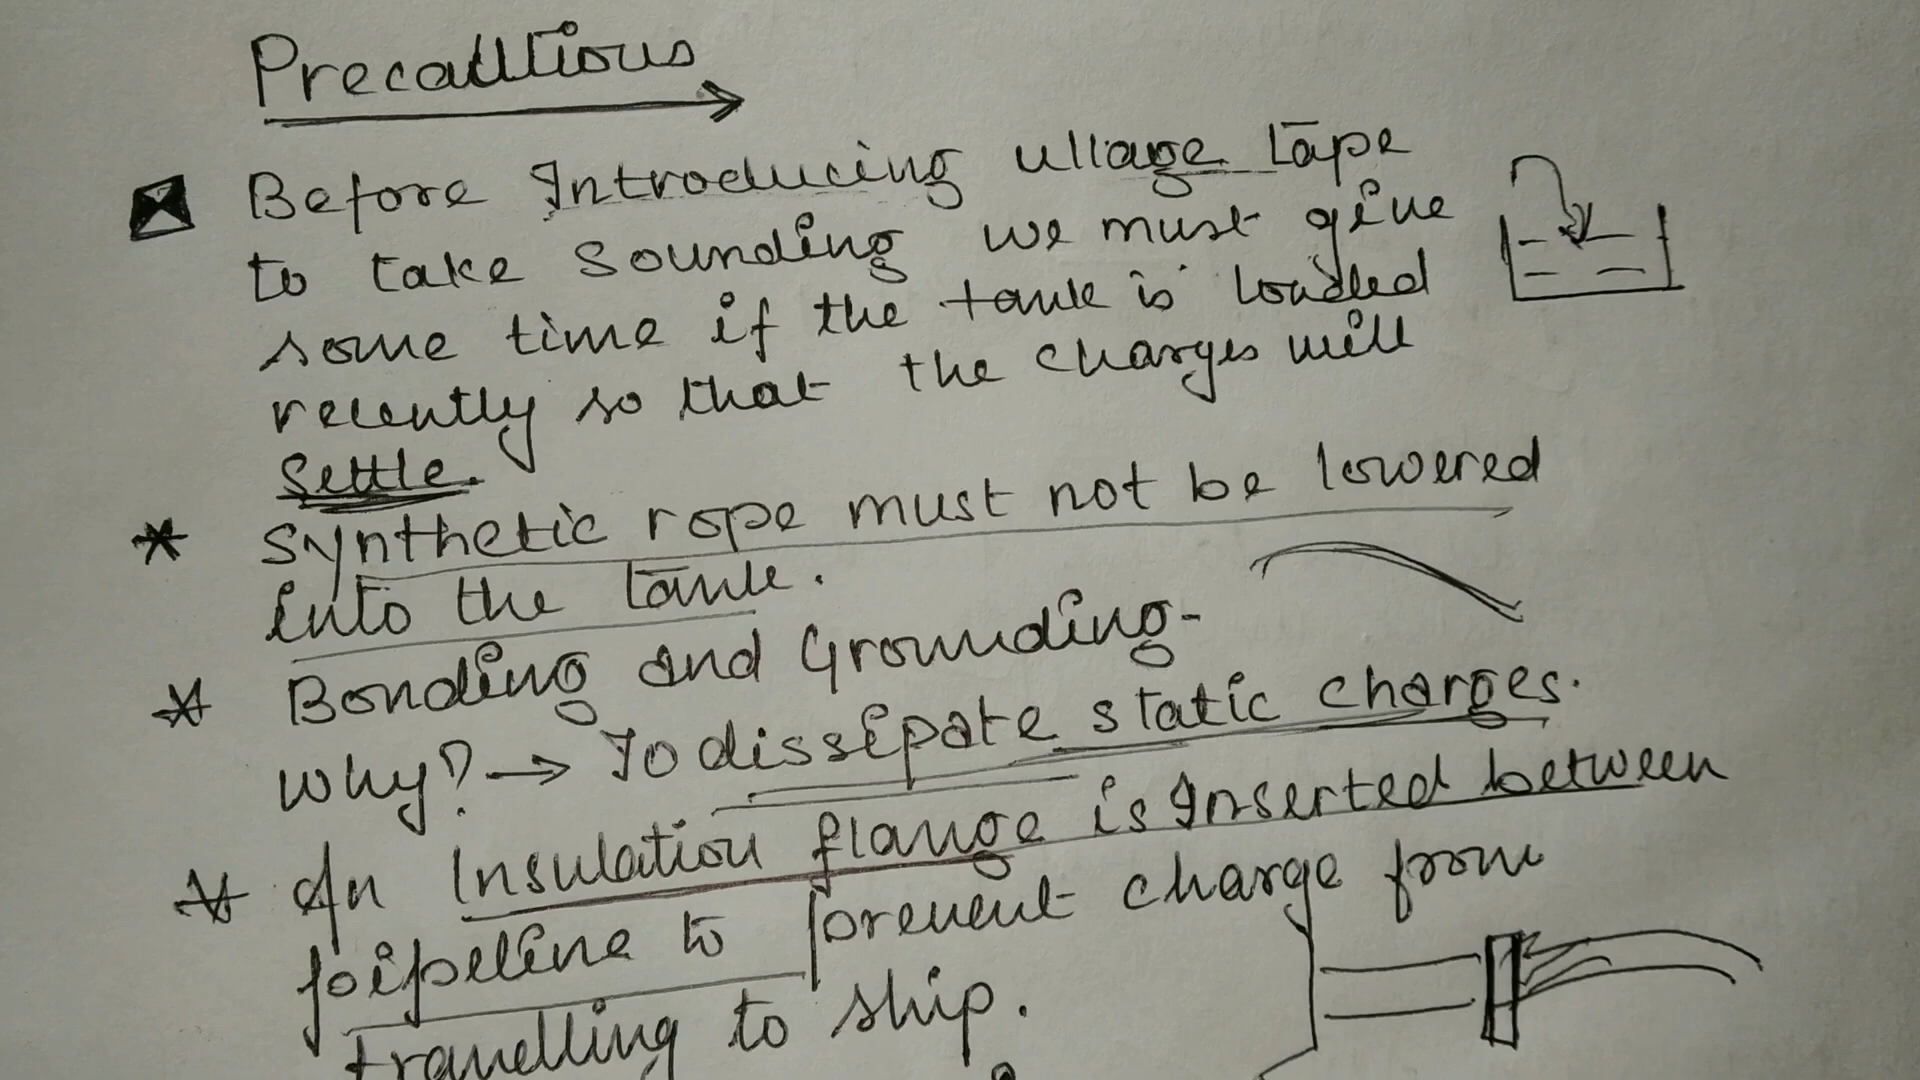 Precautions
Before Introducing ullage tape
to take sounding we must give
some time if the tank is loaded
recently so that the charges will
settle.
* Synthetic rope must not be lowered
into the tank.
* Bonding and Grounding-
why? → To dissipate static charges.
* An Insulation flange is Inserted between
pipeline to prevent charge from
travelling to ship.